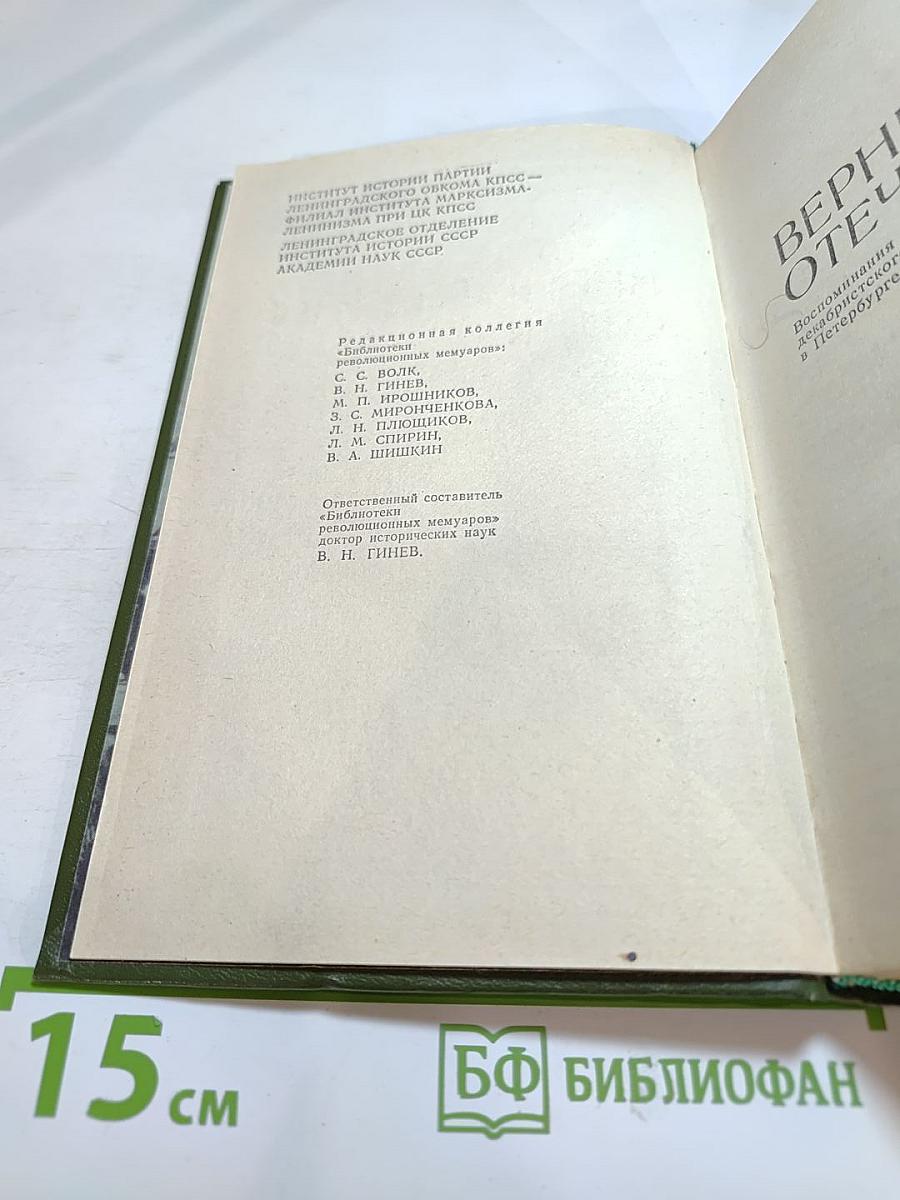 ИНСТИТУТ ИСТОРИИ ПАРТИИ
ЛЕНИНГРАДСКОГО ОБКОМА КПСС —
ФИЛИАЛ ИНСТИТУТА МАРКСИЗМА-
ЛЕНИНИЗМА ПРИ ЦК КПСС
ЛЕНИНГРАДСКОЕ ОТДЕЛЕНИЕ
ИНСТИТУТА ИСТОРИИ СССР
АКАДЕМИИ НАУК СССР
Редакционная коллегия
«Библиотеки
революционных мемуаров»:
С. С. ВОЛК,
В. Н. ГИНЕВ,
М. П. ИРОШНИКОВ,
З. С. МИРОНЧЕНКОВА,
Л. Н. ПЛЮЩИКОВ,
Л. М. СПИРИН,
В. А. ШИШКИН
Ответственный составитель
«Библиотеки
революционных мемуаров»
доктор исторических наук
В. Н. ГИНЕВ.
Воспоминания
декабристского
в Петербурге
15 см
БФ БИБЛИОФАН